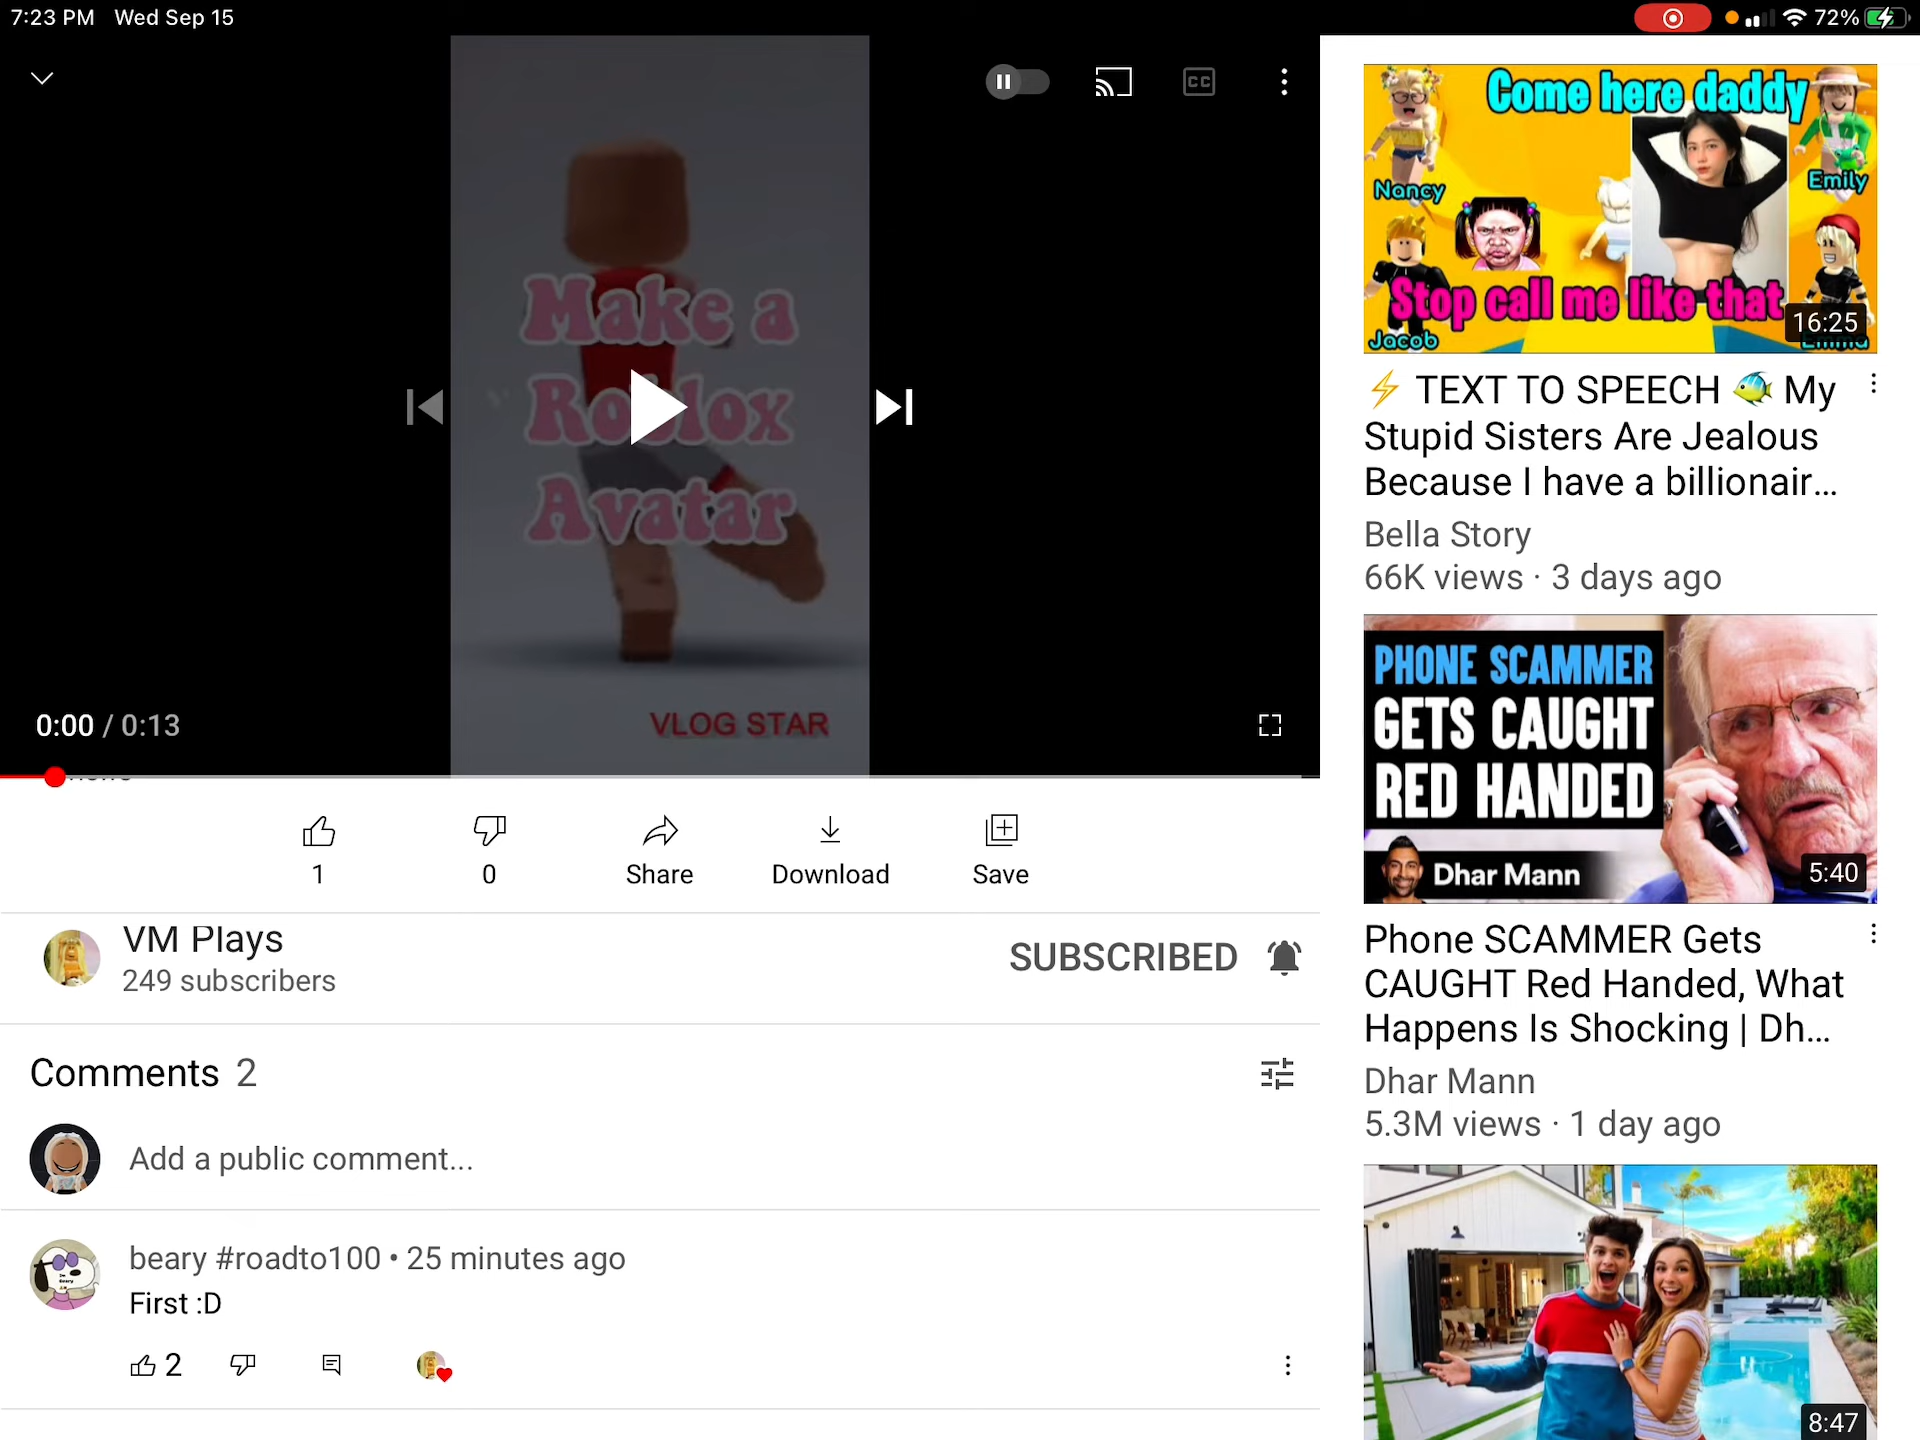 7:23 PM Wed Sep 15
72%
CC
Make a
Roblox
Avatar
VLOG STAR
0:00 / 0:13
1
0
Share
Download
Save
VM Plays
249 subscribers
SUBSCRIBED
Comments 2
Add a public comment...
beary #roadto100 • 25 minutes ago
First :D
2
Come here daddy
Nancy
Emily
Stop call me like that
Jacob
Emma
16:25
⚡ TEXT TO SPEECH 🐠 My
Stupid Sisters Are Jealous
Because I have a billionair...
Bella Story
66K views · 3 days ago
PHONE SCAMMER
GETS CAUGHT
RED HANDED
Dhar Mann
5:40
Phone SCAMMER Gets
CAUGHT Red Handed, What
Happens Is Shocking | Dh...
Dhar Mann
5.3M views · 1 day ago
8:47